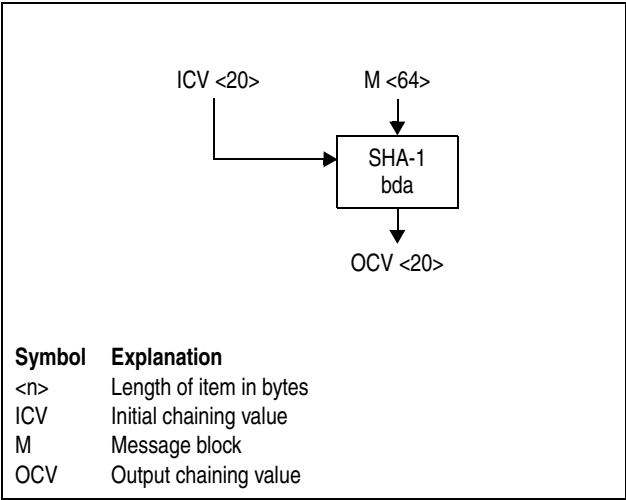 ICV <20> M <64>
SHA-1
bda
OCV <20>
Symbol Explanation
<n> Length of item in bytes
ICV Initial chaining value
M Message block
OCV Output chaining value